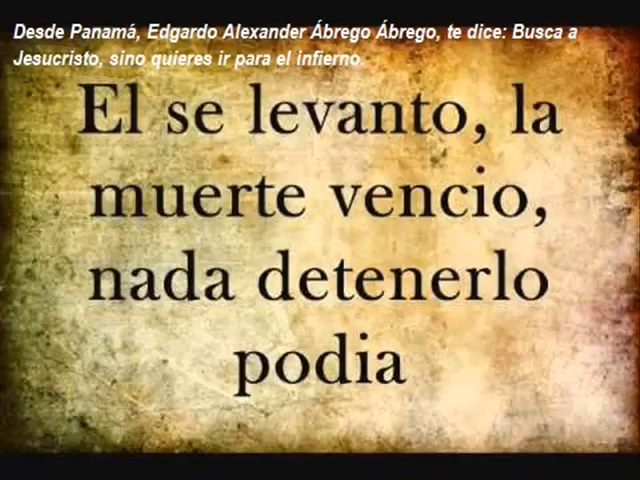 Desde Panamá, Edgardo Alexander Ábrego Ábrego, te dice: Busca a
Jesucristo, sino quieres ir para el infierno.
El se levanto, la
muerte vencio,
nada detenerlo
podia